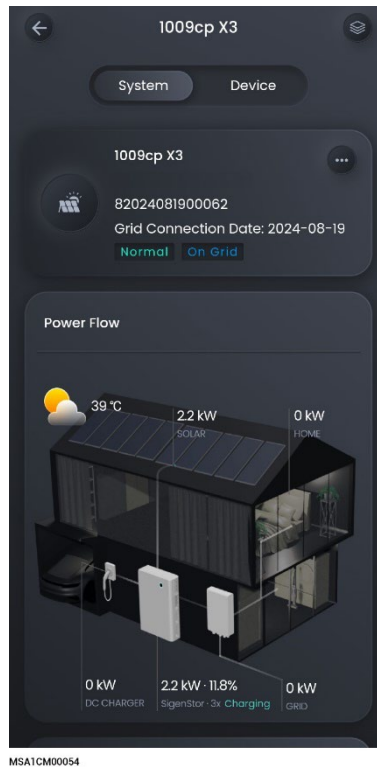 1009cp X3
System Device
1009cp X3
82024081900062
Grid Connection Date: 2024-08-19
Normal On Grid
Power Flow
39 ℃
2.2 kW
SOLAR
0 kW
HOME
0 kW
DC CHARGER
2.2 kW · 11.8%
SigenStor · 3x Charging
0 kW
GRID
MSA1CM00054